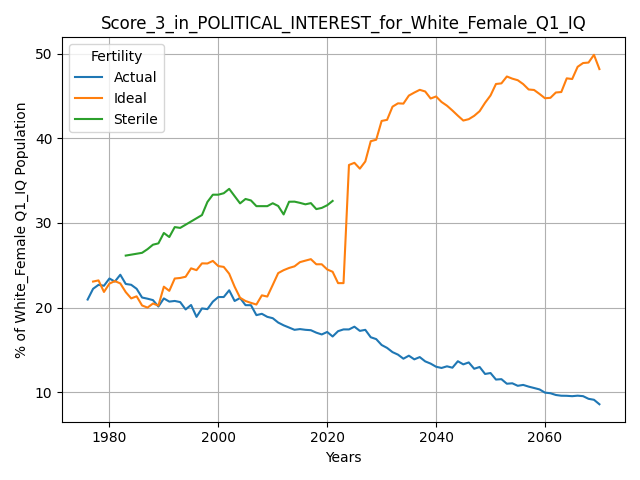 Score_3_in_POLITICAL_INTEREST_for_White_Female_Q1_IQ
Fertility
Actual
Ideal
Sterile
% of White_Female Q1_IQ Population
50
40
30
20
10
1980 2000 2020 2040 2060
Years